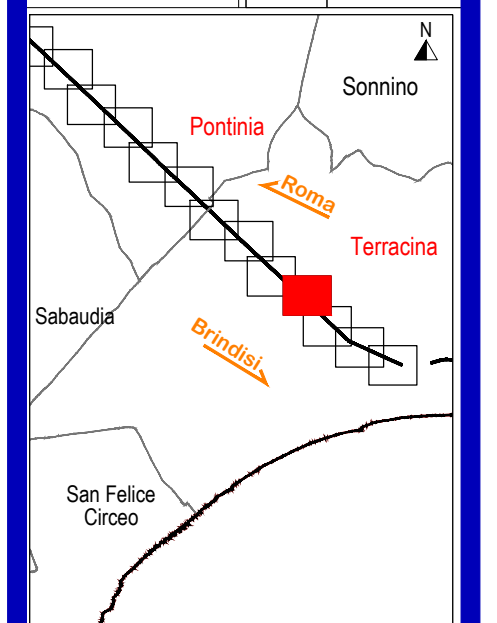 N
Sonnino
Pontinia
Roma
Terracina
Sabaudia
Brindisi
San Felice
Circeo